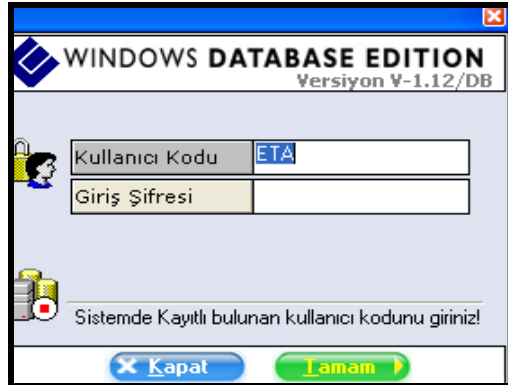 WINDOWS DATABASE EDITION
Versiyon V-1.12/DB
Kullanıcı Kodu ETA
Giriş Şifresi
Sistemde Kayıtlı bulunan kullanıcı kodunu giriniz!
Kapat Tamam